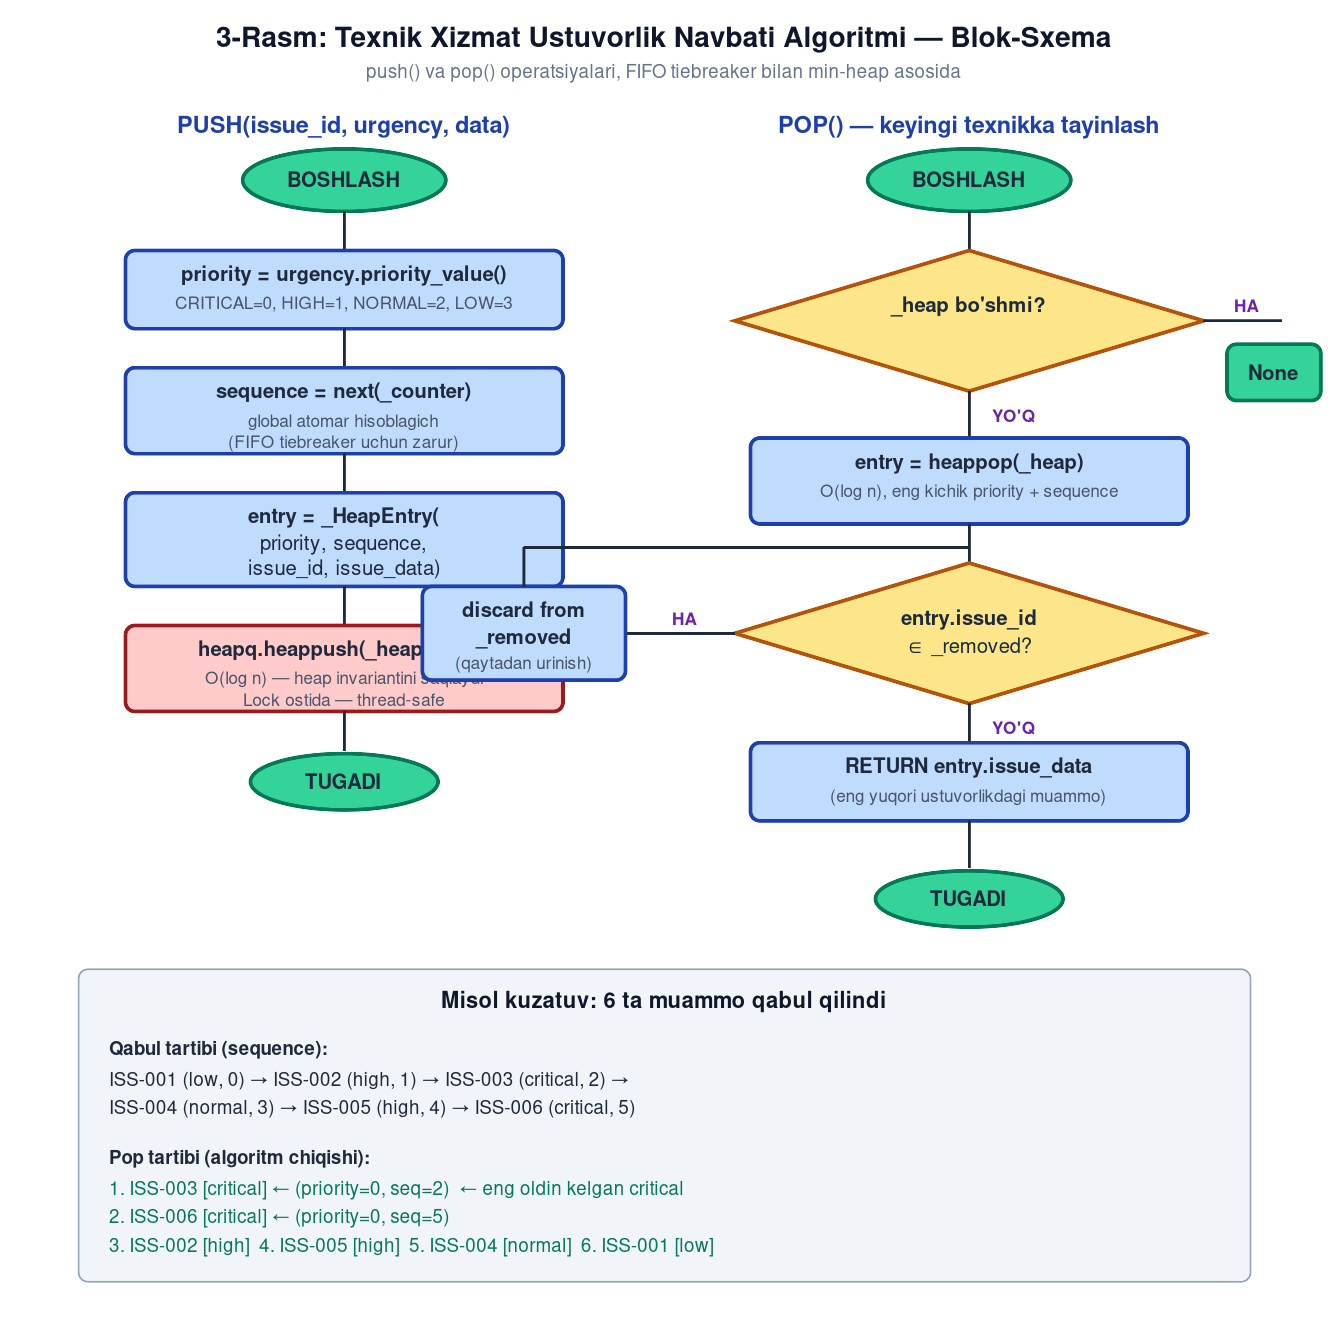 3-Rasm: Texnik Xizmat Ustuvorlik Navbati Algoritmi — Blok-Sxema
push() va pop() operatsiyalari, FIFO tiebreaker bilan min-heap asosida
PUSH(issue_id, urgency, data)
BOSHLASH
priority = urgency.priority_value()
CRITICAL=0, HIGH=1, NORMAL=2, LOW=3
sequence = next(_counter)
global atomar hisoblagich
(FIFO tiebreaker uchun zarur)
entry = _HeapEntry(
priority, sequence,
issue_id, issue_data)
heapq.heappush(_heap
O(log n) — heap invariantini saqlaydi
Lock ostida — thread-safe
TUGADI
POP() — keyingi texnikka tayinlash
BOSHLASH
_heap bo'shmi?
HA
None
YO'Q
entry = heappop(_heap)
O(log n), eng kichik priority + sequence
entry.issue_id
∈ _removed?
HA
discard from
_removed
(qaytadan urinish)
YO'Q
RETURN entry.issue_data
(eng yuqori ustuvorlikdagi muammo)
TUGADI
Misol kuzatuv: 6 ta muammo qabul qilindi
Qabul tartibi (sequence):
ISS-001 (low, 0) → ISS-002 (high, 1) → ISS-003 (critical, 2) →
ISS-004 (normal, 3) → ISS-005 (high, 4) → ISS-006 (critical, 5)
Pop tartibi (algoritm chiqishi):
1. ISS-003 [critical] ← (priority=0, seq=2) ← eng oldin kelgan critical
2. ISS-006 [critical] ← (priority=0, seq=5)
3. ISS-002 [high] 4. ISS-005 [high] 5. ISS-004 [normal] 6. ISS-001 [low]